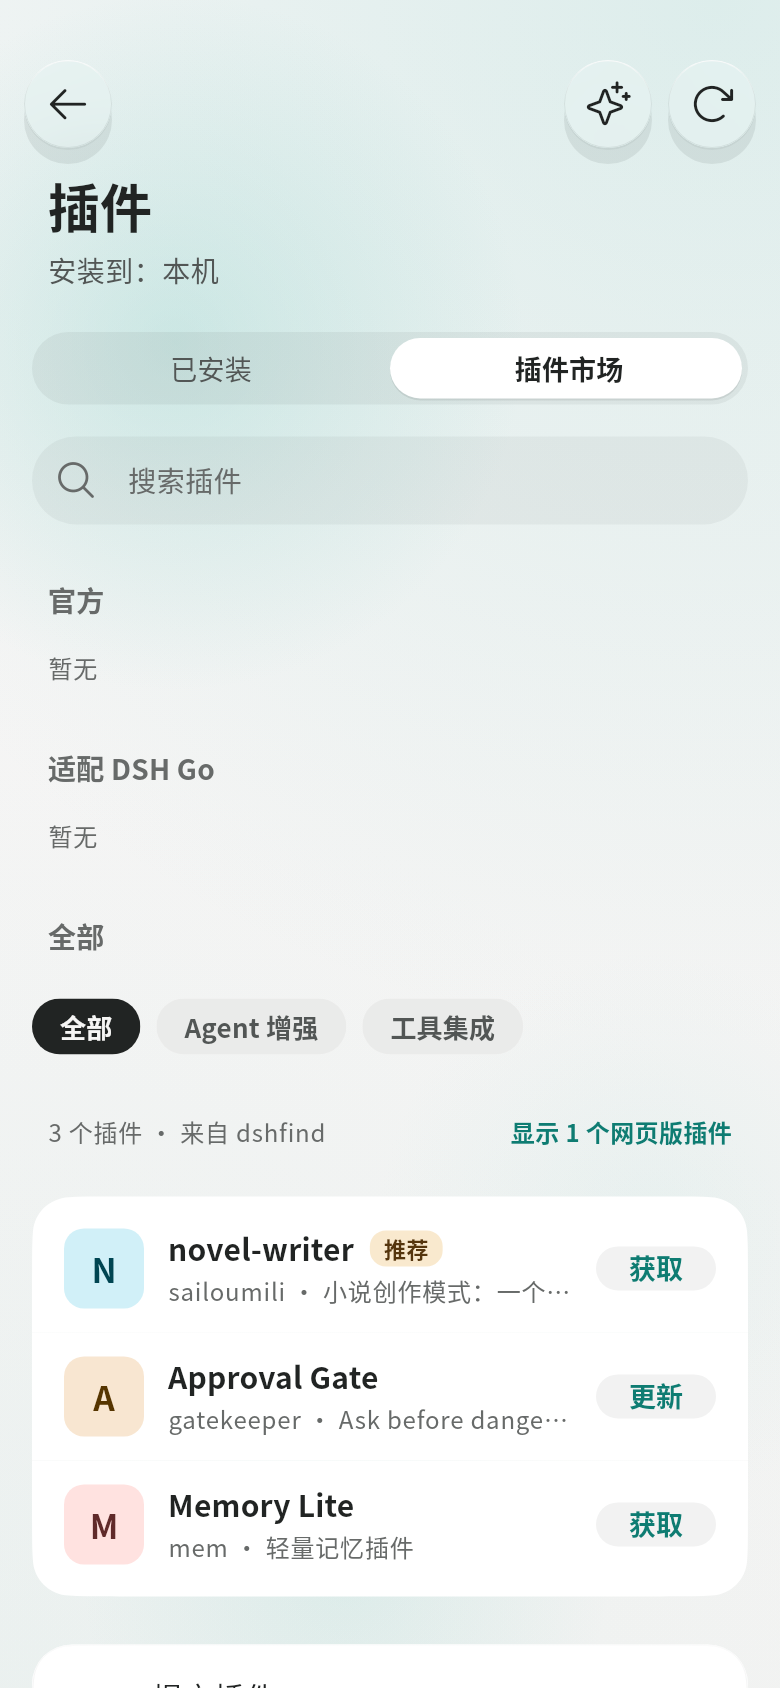 插件
安装到：本机
已安装
插件市场
搜索插件
官方
暂无
适配 DSH Go
暂无
全部
全部
Agent 增强
工具集成
3 个插件 · 来自 dshfind
显示 1 个网页版插件
N
novel-writer
推荐
sailoumili · 小说创作模式：一个…
获取
A
Approval Gate
gatekeeper · Ask before dange…
更新
M
Memory Lite
mem · 轻量记忆插件
获取